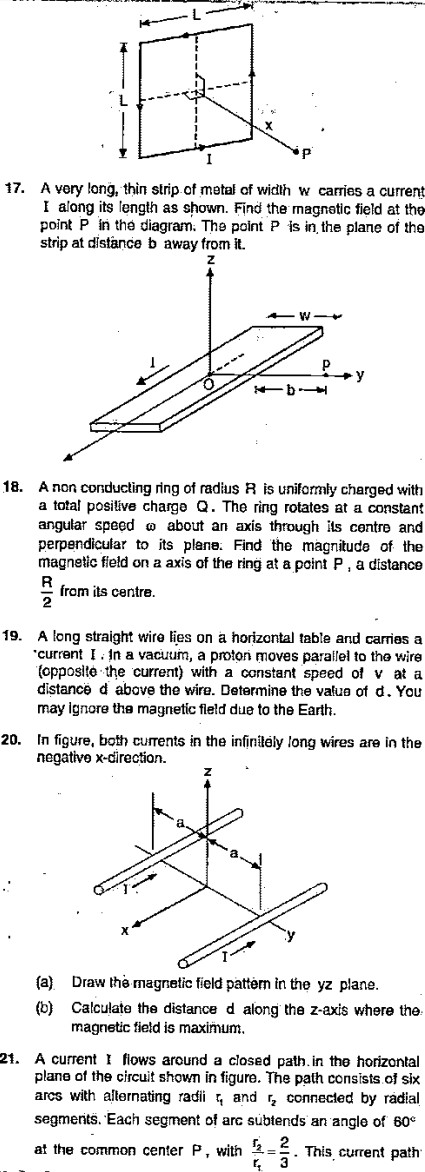 L
L
x
P
I
17. A very long, thin strip of metal of width w carries a current
I along its length as shown. Find the magnetic field at the
point P in the diagram. The point P is in the plane of the
strip at distance b away from it.
z
w
I
P
O
y
b
18. A non conducting ring of radius R is uniformly charged with
a total positive charge Q. The ring rotates at a constant
angular speed ω about an axis through its centre and
perpendicular to its plane. Find the magnitude of the
magnetic field on a axis of the ring at a point P, a distance
R/2 from its centre.
19. A long straight wire lies on a horizontal table and carries a
current I. In a vacuum, a proton moves parallel to the wire
(opposite the current) with a constant speed of v at a
distance d above the wire. Determine the value of d. You
may ignore the magnetic field due to the Earth.
20. In figure, both currents in the infinitely long wires are in the
negative x-direction.
z
a
a
I
x
y
I
(a) Draw the magnetic field pattern in the yz plane.
(b) Calculate the distance d along the z-axis where the
magnetic field is maximum.
21. A current I flows around a closed path in the horizontal
plane of the circuit shown in figure. The path consists of six
arcs with alternating radii r₁ and r₂ connected by radial
segments. Each segment of arc subtends an angle of 60°
at the common center P, with r₂/r₁ = 2/3. This current path